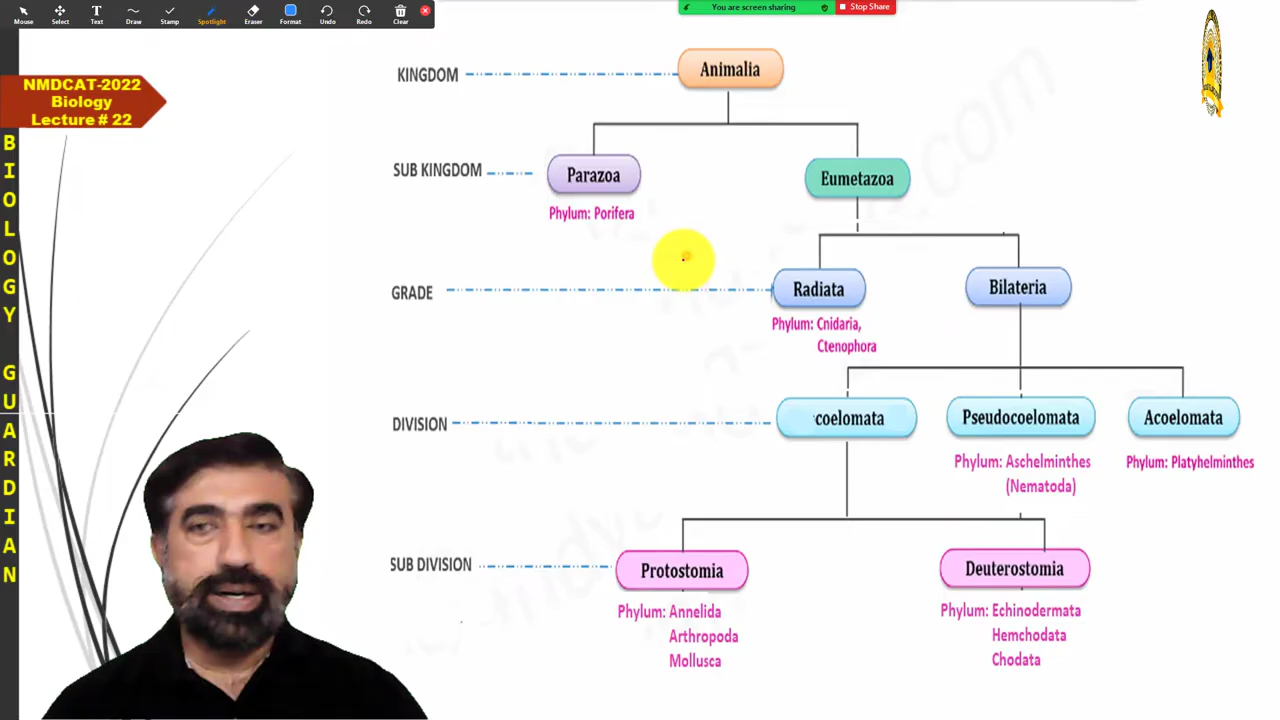 Mouse Select Text Draw Stamp Spotlight Eraser Format Undo Redo Clear
You are screen sharing Stop Share
NMDCAT-2022
Biology
Lecture # 22
BIOLOGY GUARDIAN
KINGDOM Animalia
SUB KINGDOM Parazoa Eumetazoa
Phylum: Porifera
GRADE Radiata Bilateria
Phylum: Cnidaria,
Ctenophora
DIVISION coelomata Pseudocoelomata Acoelomata
Phylum: Aschelminthes Phylum: Platyhelminthes
(Nematoda)
SUB DIVISION Protostomia Deuterostomia
Phylum: Annelida Phylum: Echinodermata
Arthropoda Hemchodata
Mollusca Chodata